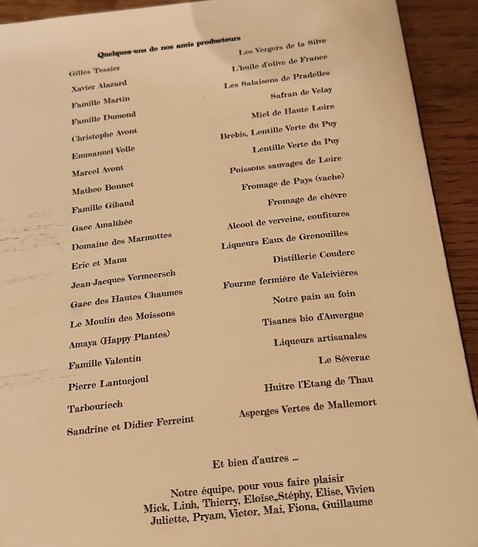 Quelques-uns de nos amis producteurs
Gilles Tessier Les Vergers de la Silve
Xavier Alazard L'huile d'olive de France
Famille Martin Les Salaisons de Pradelles
Famille Dumond Safran de Velay
Christophe Avont Miel de Haute Loire
Emmanuel Volle Brebis, Lentille Verte du Puy
Marcel Avont Lentille Verte du Puy
Matheo Bonnet Poissons sauvages de Loire
Famille Gibaud Fromage de Pays (vache)
Gaec Amalthée Fromage de chèvre
Domaine des Marmottes Alcool de verveine, confitures
Eric et Manu Liqueurs Eaux de Grenouilles
Jean-Jacques Vermeersch Distillerie Couderc
Gaec des Hautes Chaumes Fourme fermière de Valcivières
Le Moulin des Moissons Notre pain au foin
Amaya (Happy Plantes) Tisanes bio d'Auvergne
Famille Valentin Liqueurs artisanales
Pierre Lantuejoul Le Séverac
Tarbouriech Huitre l'Etang de Thau
Sandrine et Didier Ferreint Asperges Vertes de Mallemort
Et bien d'autres ...
Notre équipe, pour vous faire plaisir
Mick, Linh, Thierry, Eloïse,,Stéphy, Elise, Vivien
Juliette, Pryam, Victor, Mai, Fiona, Guillaume